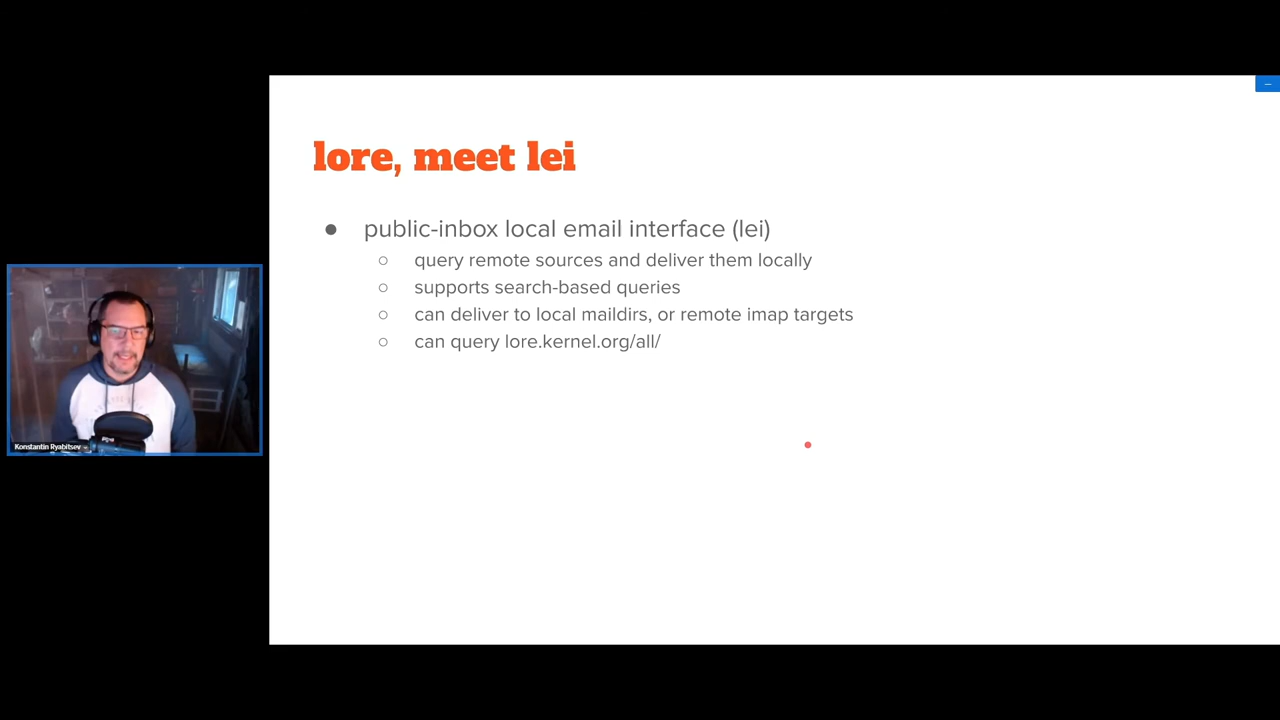 lore, meet lei
● public-inbox local email interface (lei)
○ query remote sources and deliver them locally
○ supports search-based queries
○ can deliver to local maildirs, or remote imap targets
○ can query lore.kernel.org/all/
Konstantin Ryabitsev